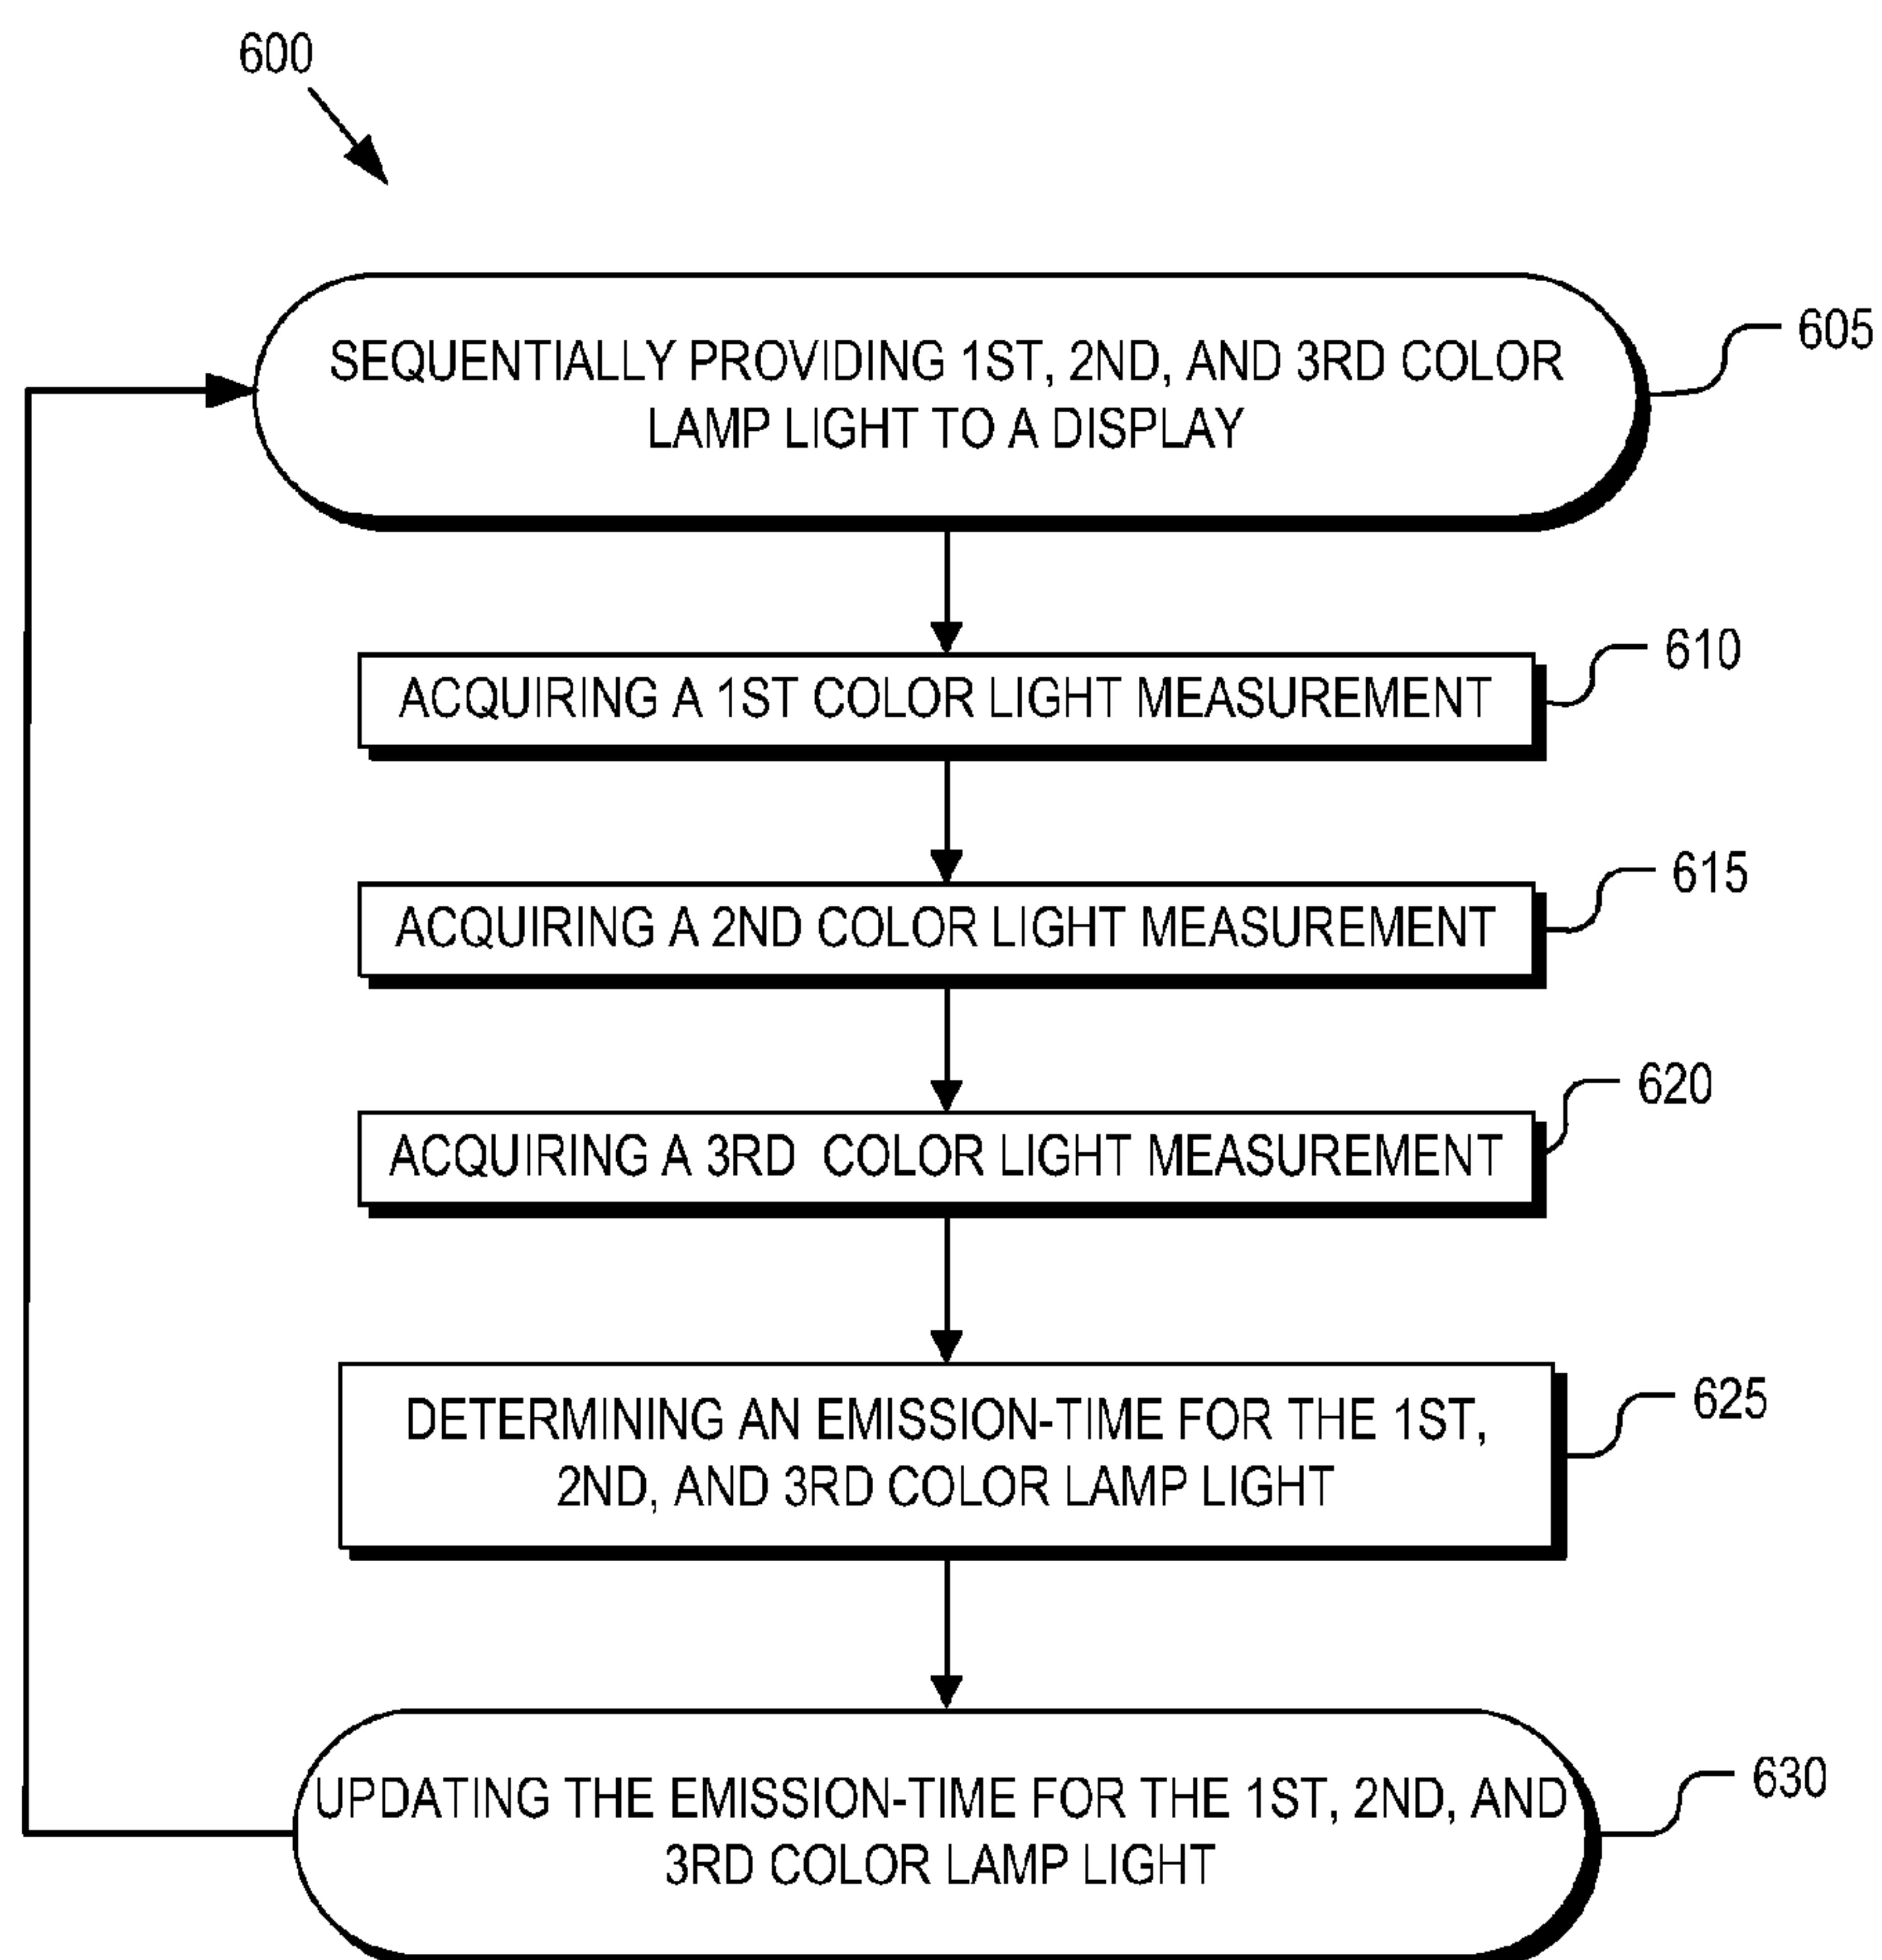 600
SEQUENTIALLY PROVIDING 1ST, 2ND, AND 3RD COLOR
LAMP LIGHT TO A DISPLAY
605
ACQUIRING A 1ST COLOR LIGHT MEASUREMENT
610
ACQUIRING A 2ND COLOR LIGHT MEASUREMENT
615
ACQUIRING A 3RD COLOR LIGHT MEASUREMENT
620
DETERMINING AN EMISSION-TIME FOR THE 1ST,
2ND, AND 3RD COLOR LAMP LIGHT
625
UPDATING THE EMISSION-TIME FOR THE 1ST, 2ND, AND
3RD COLOR LAMP LIGHT
630